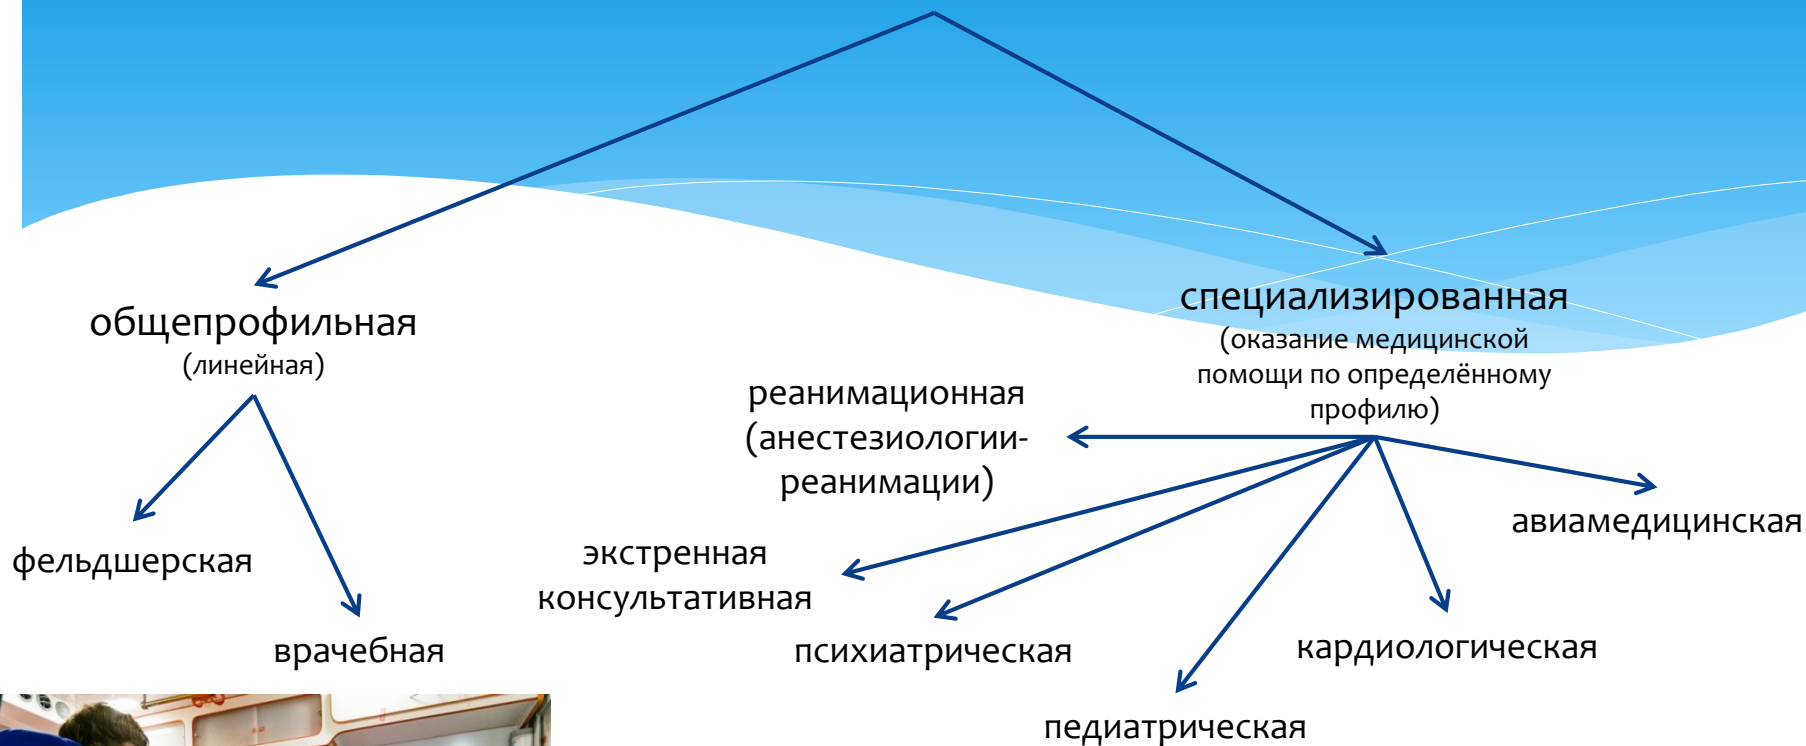 общепрофильная
(линейная)
специализированная
(оказание медицинской
помощи по определённому
профилю)
реанимационная
(анестезиологии-
реанимации)
авиамедицинская
фельдшерская
экстренная
консультативная
врачебная
психиатрическая
кардиологическая
педиатрическая